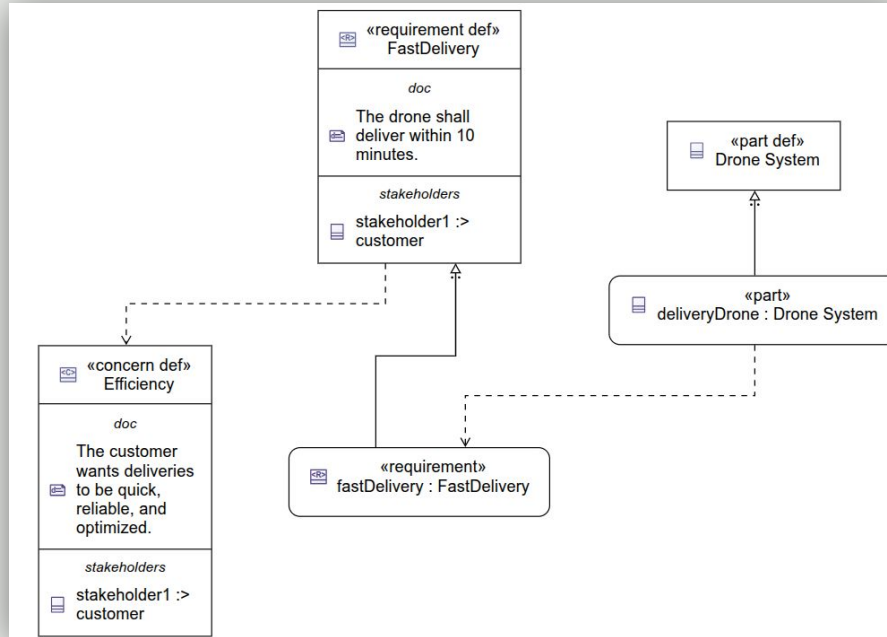 «requirement def»
FastDelivery
doc
The drone shall
deliver within 10
minutes.
stakeholders
stakeholder1 :>
customer
«part def»
Drone System
«part»
deliveryDrone : Drone System
«concern def»
Efficiency
doc
The customer
wants deliveries
to be quick,
reliable, and
optimized.
stakeholders
stakeholder1 :>
customer
«requirement»
fastDelivery : FastDelivery